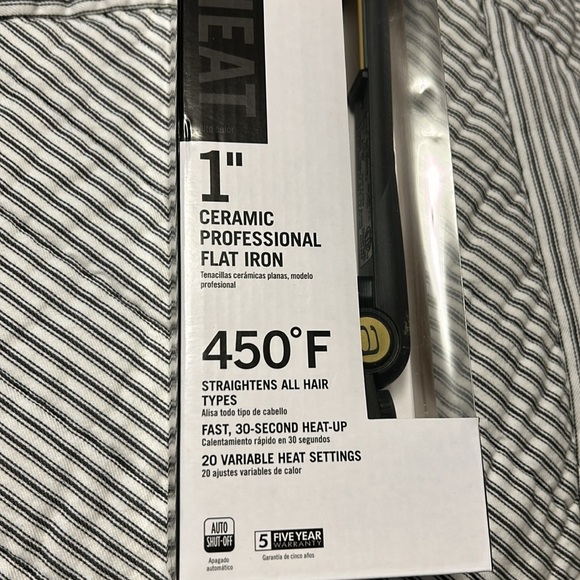 HEAT
1"
CERAMIC
PROFESSIONAL
FLAT IRON
Tenacillas cerámicas planas, modelo
profesional
450°F
STRAIGHTENS ALL HAIR
TYPES
Alisa todo tipo de cabello
FAST, 30-SECOND HEAT-UP
Calentamiento rápido en 30 segundos
20 VARIABLE HEAT SETTINGS
20 ajustes variables de calor
AUTO
SHUT-OFF
Apagado
automático
5 FIVE YEAR
WARRANTY
Garantía de cinco años